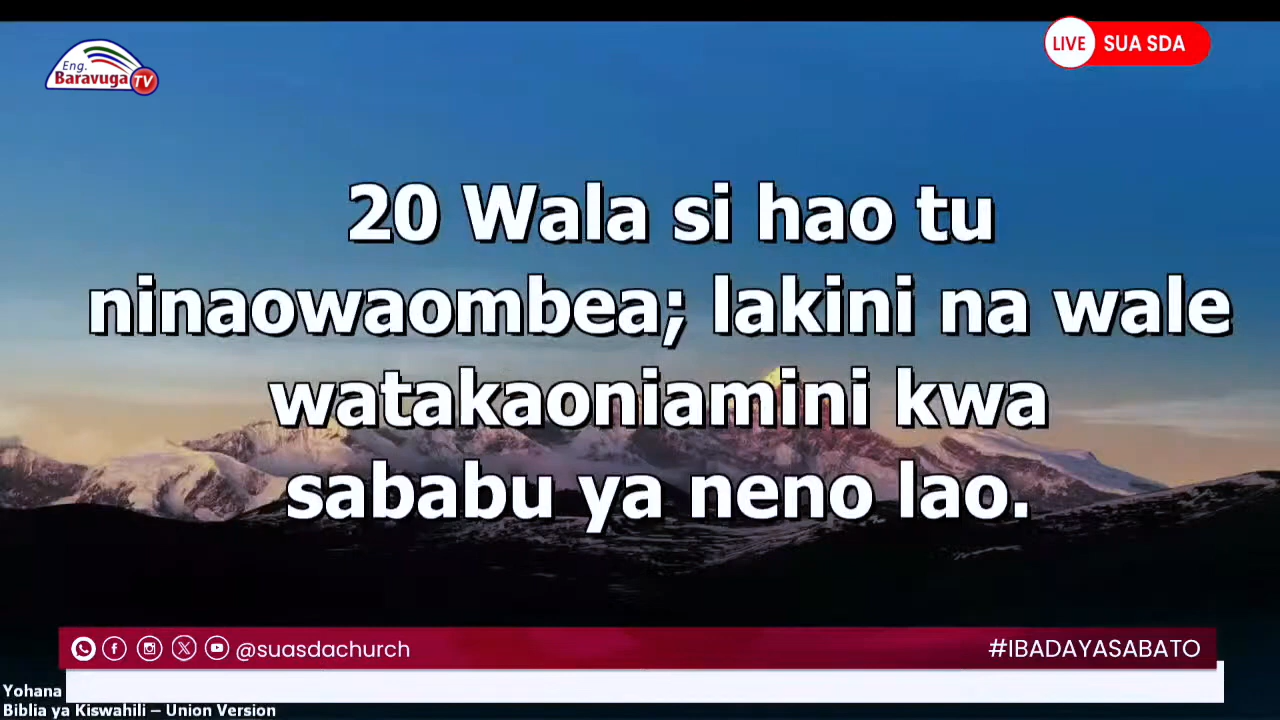 Eng.
Baravuga TV
LIVE SUA SDA
20 Wala si hao tu
ninaowaombea; lakini na wale
watakaoniamini kwa
sababu ya neno lao.
@suasdachurch
#IBADAYASABATO
Yohana
Biblia ya Kiswahili – Union Version